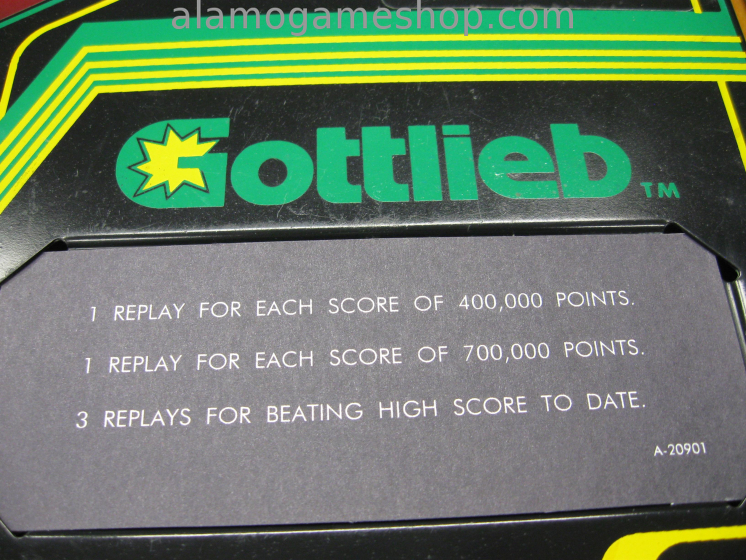 alamogameshop.com
Gottlieb TM
1 REPLAY FOR EACH SCORE OF 400,000 POINTS.
1 REPLAY FOR EACH SCORE OF 700,000 POINTS.
3 REPLAYS FOR BEATING HIGH SCORE TO DATE.
A-20901